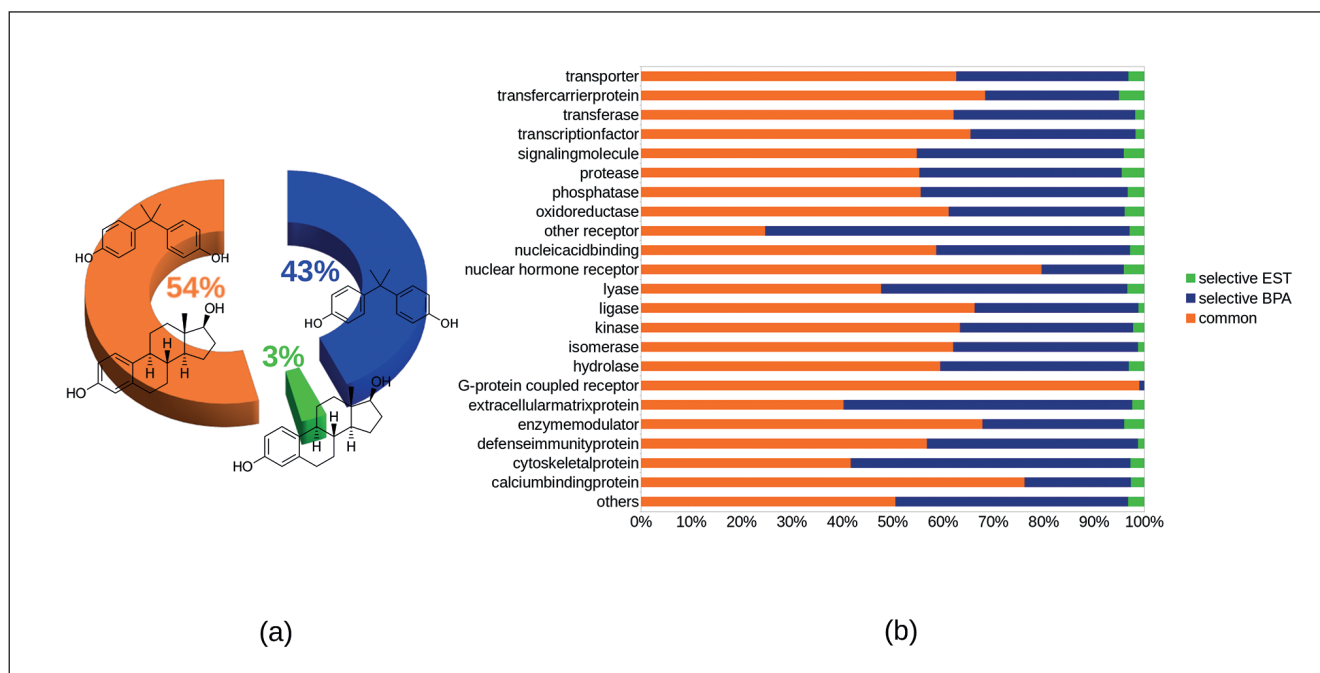 54%
43%
3%
HO
OH
OH
HO
H
H
H
HO
OH
OH
HO
H
H
H
(a)
transporter
transfercarrierprotein
transferase
transcriptionfactor
signalingmolecule
protease
phosphatase
oxidoreductase
other receptor
nucleicacidbinding
nuclear hormone receptor
lyase
ligase
kinase
isomerase
hydrolase
G-protein coupled receptor
extracellularmatrixprotein
enzymemodulator
defenseimmunityprotein
cytoskeletalprotein
calciumbindingprotein
others
0% 10% 20% 30% 40% 50% 60% 70% 80% 90% 100%
selective EST
selective BPA
common
(b)